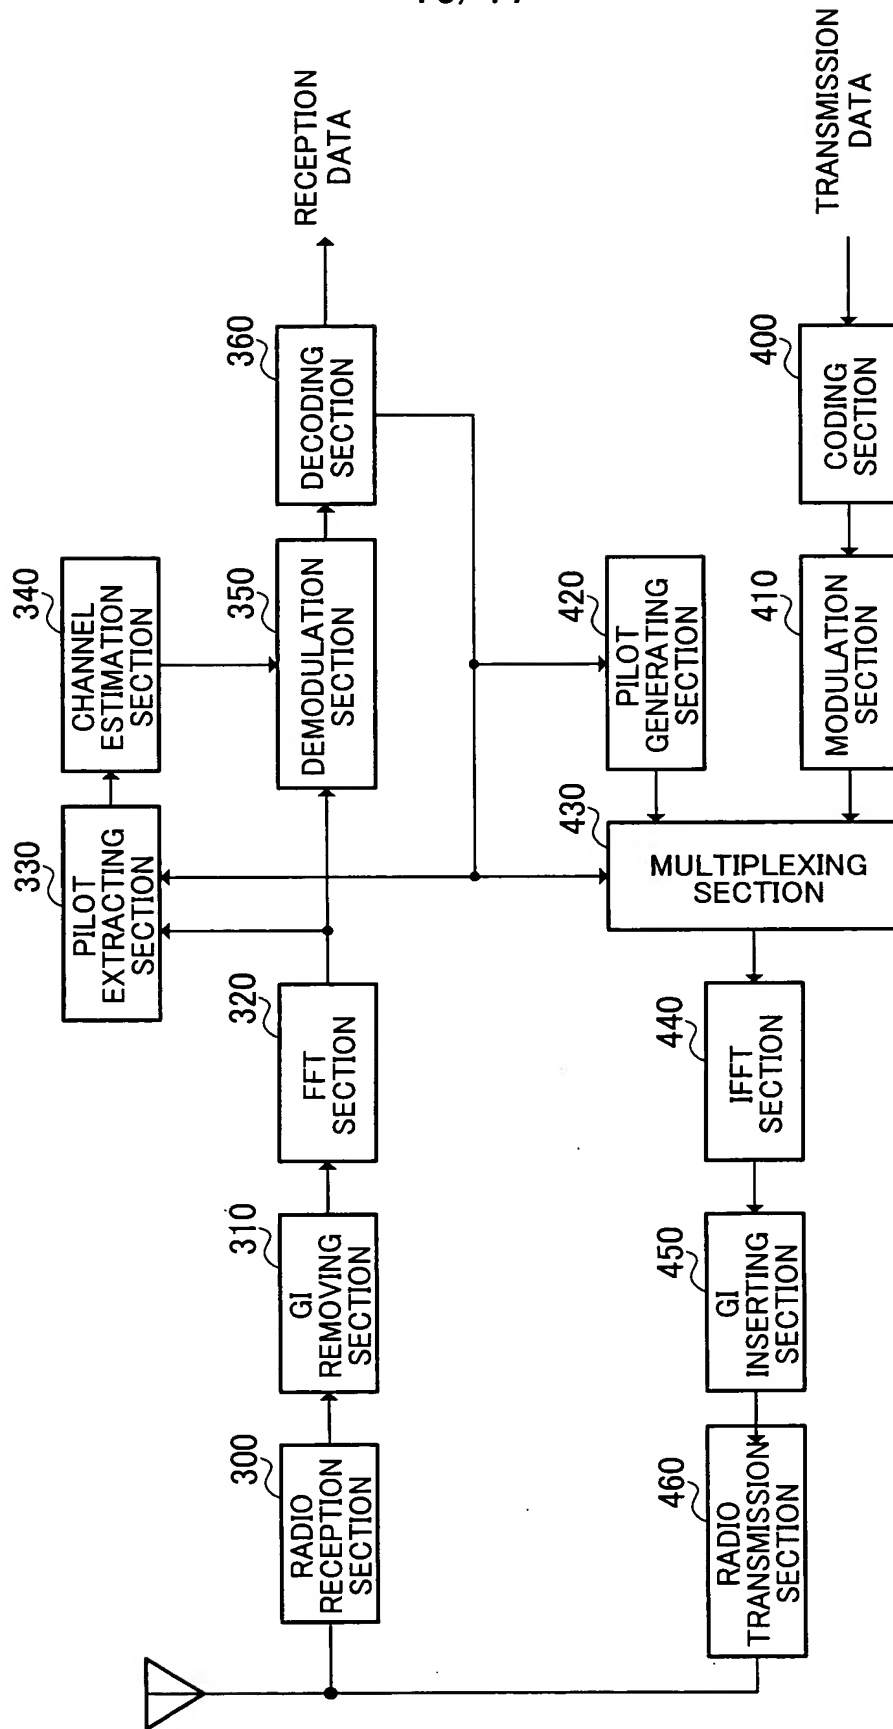 330
PILOT
EXTRACTING
SECTION
340
CHANNEL
ESTIMATION
SECTION
300
RADIO
RECEPTION
SECTION
310
GI
REMOVING
SECTION
320
FFT
SECTION
350
DEMODULATION
SECTION
360
DECODING
SECTION
RECEPTION
DATA
460
RADIO
TRANSMISSION
SECTION
450
GI
INSERTING
SECTION
440
IFFT
SECTION
430
MULTIPLEXING
SECTION
420
PILOT
GENERATING
SECTION
410
MODULATION
SECTION
400
CODING
SECTION
TRANSMISSION
DATA